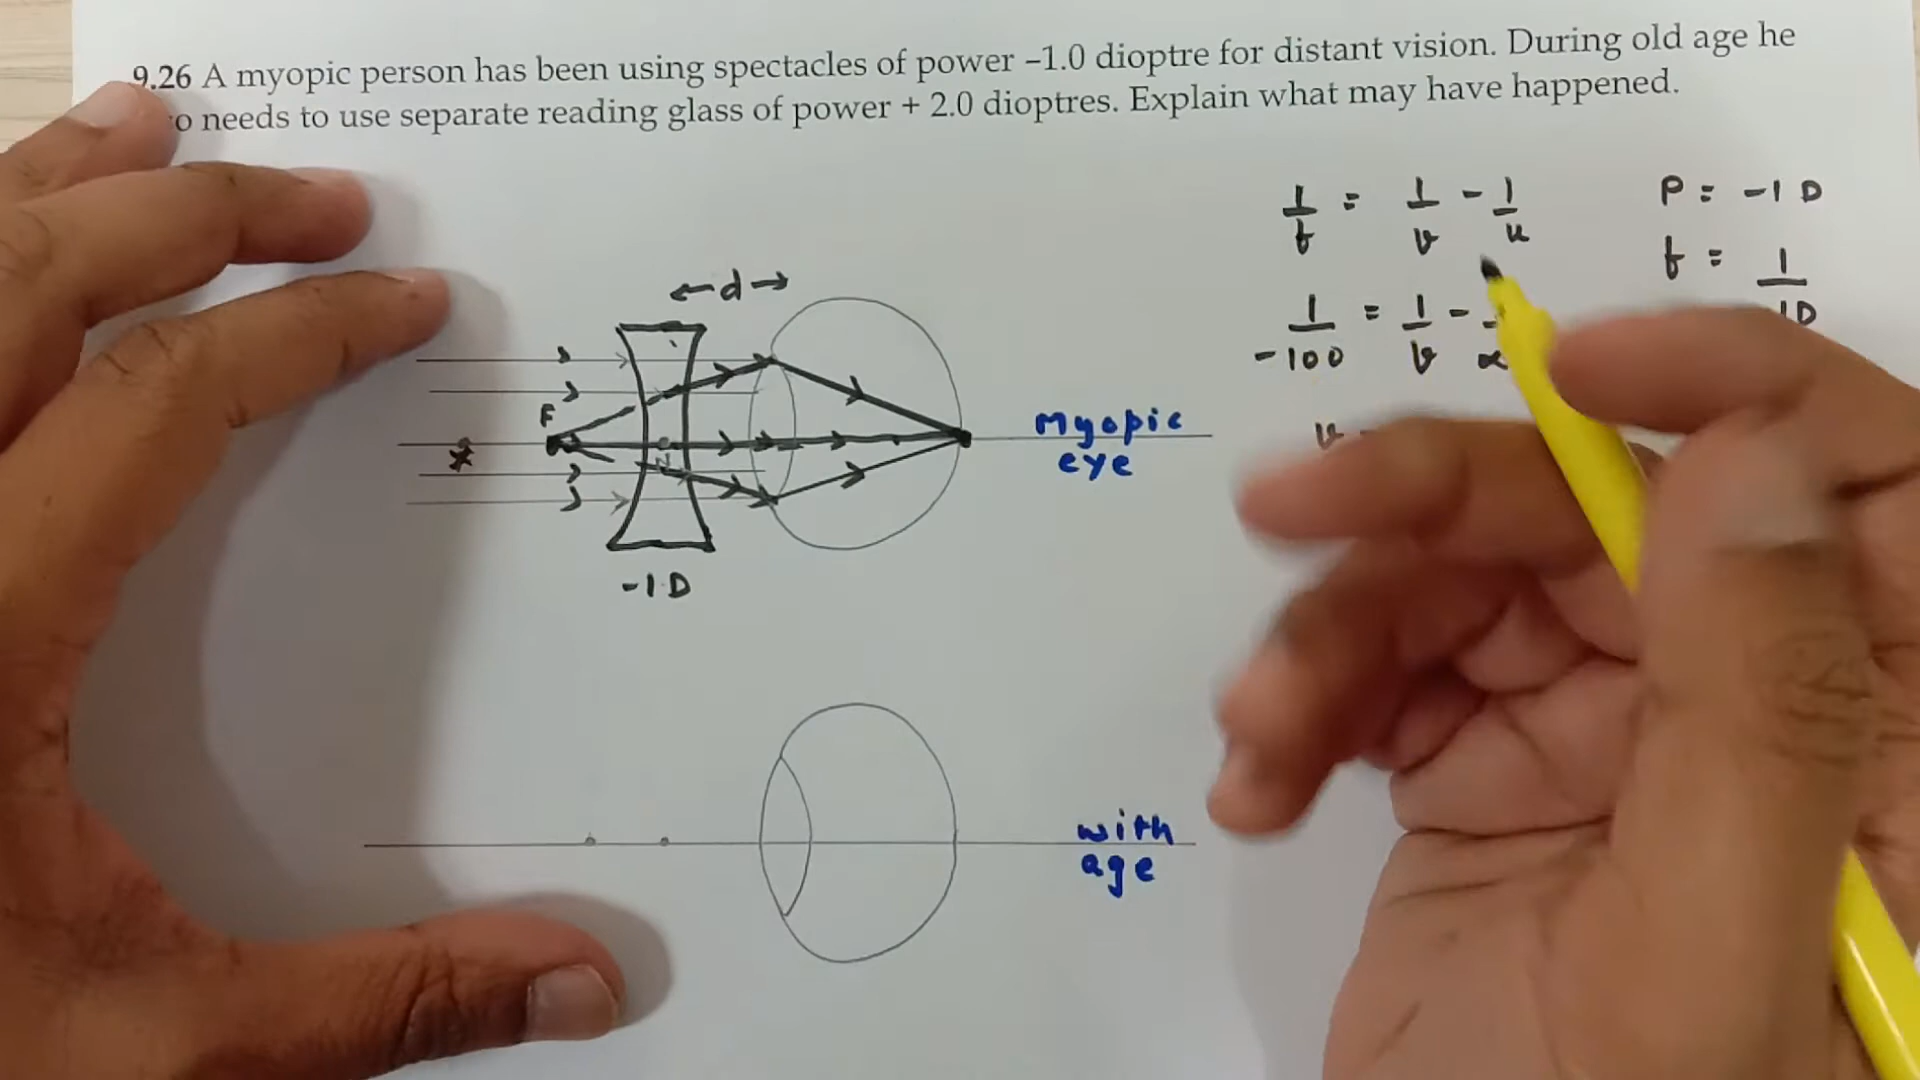 9.26 A myopic person has been using spectacles of power –1.0 dioptre for distant vision. During old age he
needs to use separate reading glass of power + 2.0 dioptres. Explain what may have happened.
1/f = 1/v - 1/u
P = -1 D
f = 1
1D
1/-100 = 1/v -
←d→
F
Myopic
eye
-1 D
with
age